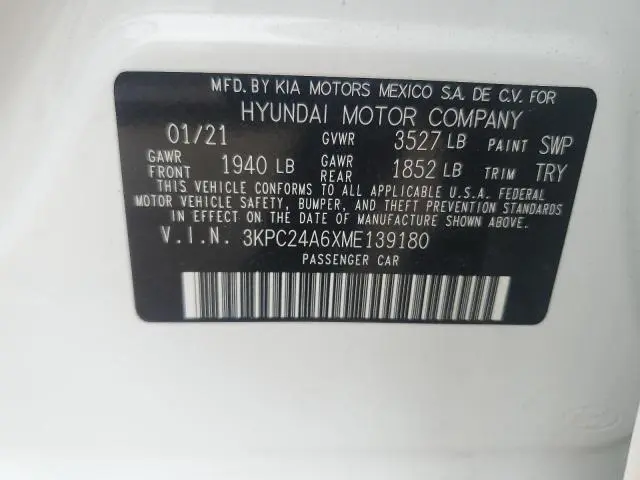 MFD. BY KIA MOTORS MEXICO S.A. DE C.V. FOR
HYUNDAI MOTOR COMPANY
01/21 GVWR 3527 LB PAINT SWP
GAWR FRONT 1940 LB GAWR REAR 1852 LB TRIM TRY
THIS VEHICLE CONFORMS TO ALL APPLICABLE U.S.A. FEDERAL
MOTOR VEHICLE SAFETY, BUMPER, AND THEFT PREVENTION STANDARDS
IN EFFECT ON THE DATE OF MANUFACTURE SHOWN ABOVE.
V.I.N. 3KPC24A6XME139180
PASSENGER CAR